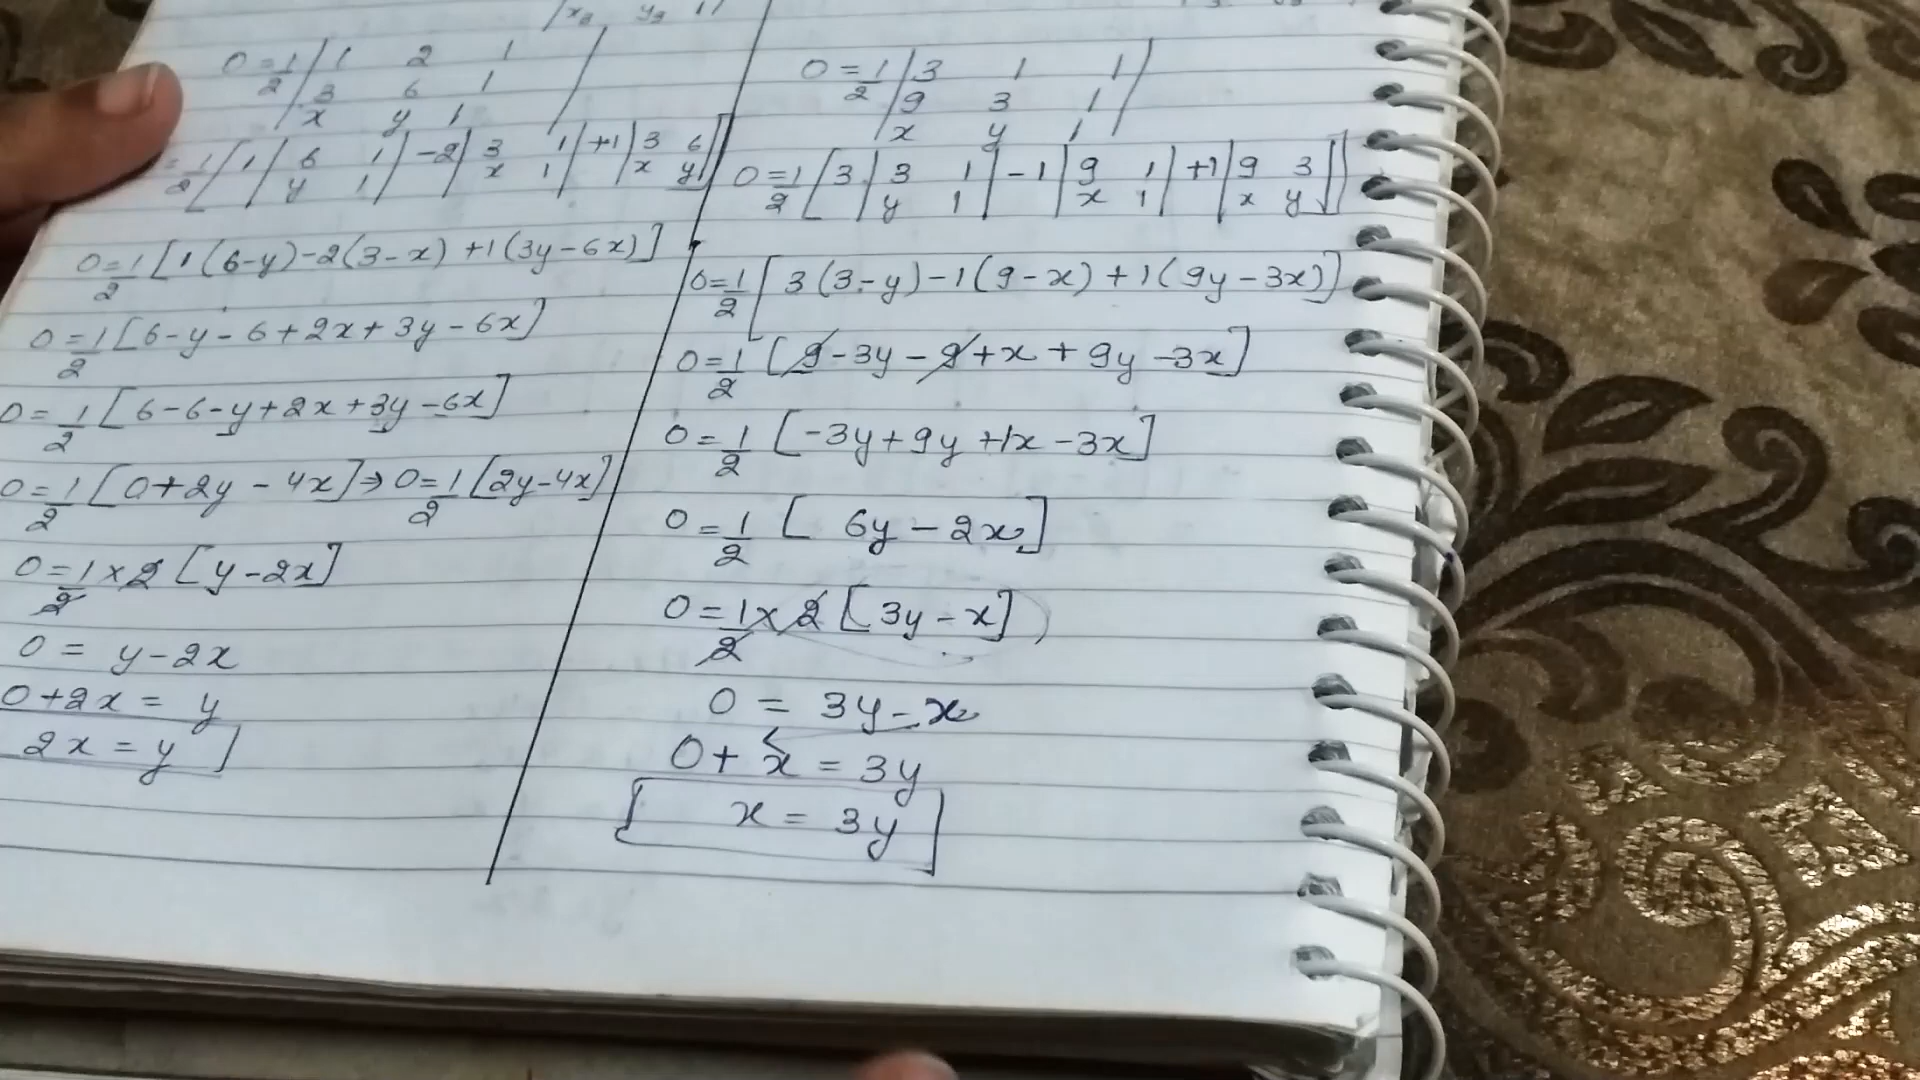 x₃ y₃ 1
0 = 1/2 | 1 2 1 |
3 6 1
x y 1
= 1/2 [ 1 | 6 1 | -2 | 3 1 | +1 | 3 6 | ]
y 1 x 1 x y
0 = 1/2 [ 1 (6-y) -2(3-x) +1 (3y-6x) ]
0 = 1/2 [ 6-y-6+2x+3y-6x ]
0 = 1/2 [ 6-6-y+2x+3y-6x ]
0 = 1/2 [ 0+2y-4x ] ⇒ 0 = 1/2 [ 2y-4x ]
0 = 1/2 × 2 [ y-2x ]
0 = y-2x
0+2x = y
2x = y
0 = 1/2 | 3 1 1 |
9 3 1
x y 1
0 = 1/2 [ 3 | 3 1 | -1 | 9 1 | +1 | 9 3 | ]
y 1 x 1 x y
0 = 1/2 [ 3 (3-y) -1 (9-x) +1 (9y-3x) ]
0 = 1/2 [ 9-3y-9+x+9y-3x ]
0 = 1/2 [ -3y+9y+1x-3x ]
0 = 1/2 [ 6y-2x ]
0 = 1/2 × 2 [ 3y-x ]
0 = 3y-x
0+x = 3y
x = 3y